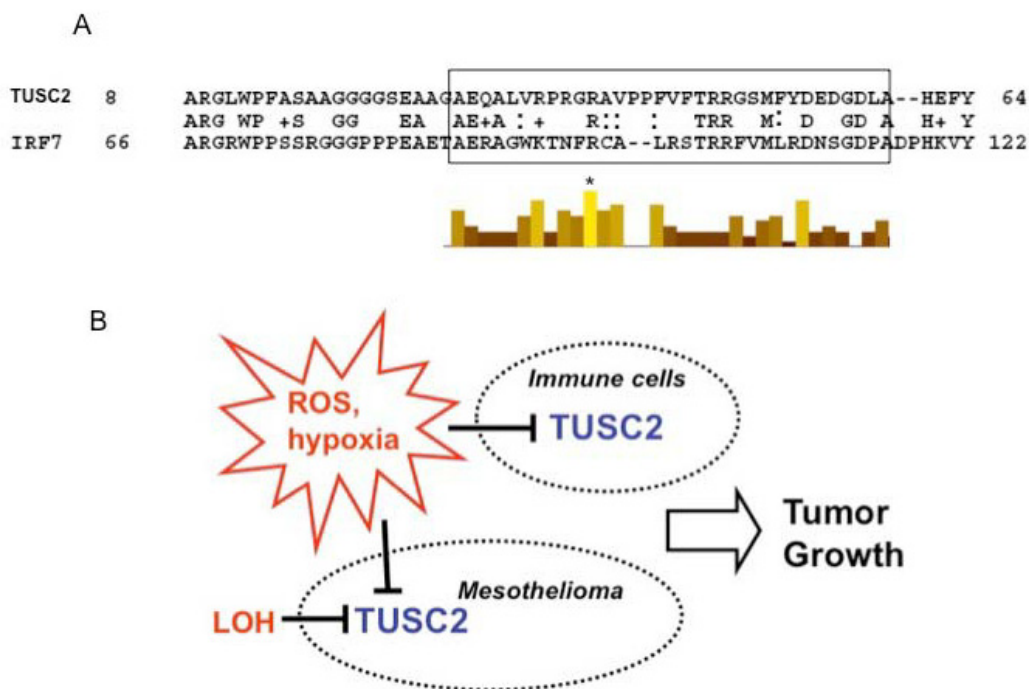 A
TUSC2 8 ARGLWPFASAAGGGGSEAAGAEQALVRPRGRAVPPFVFTRRGSMFYDEDGDLA--HEFY 64
ARG WP +S GG EA AE+A : + R:: : TRR M: D GD A H+ Y
IRF7 66 ARGRWPPSSRGGGPPPEAETAERAGWKTNFRCA--LRSTRRFVMLRDNSGDPADPHKVY 122
*
B
ROS,
hypoxia
Immune cells
TUSC2
Tumor
Growth
Mesothelioma
LOH
TUSC2